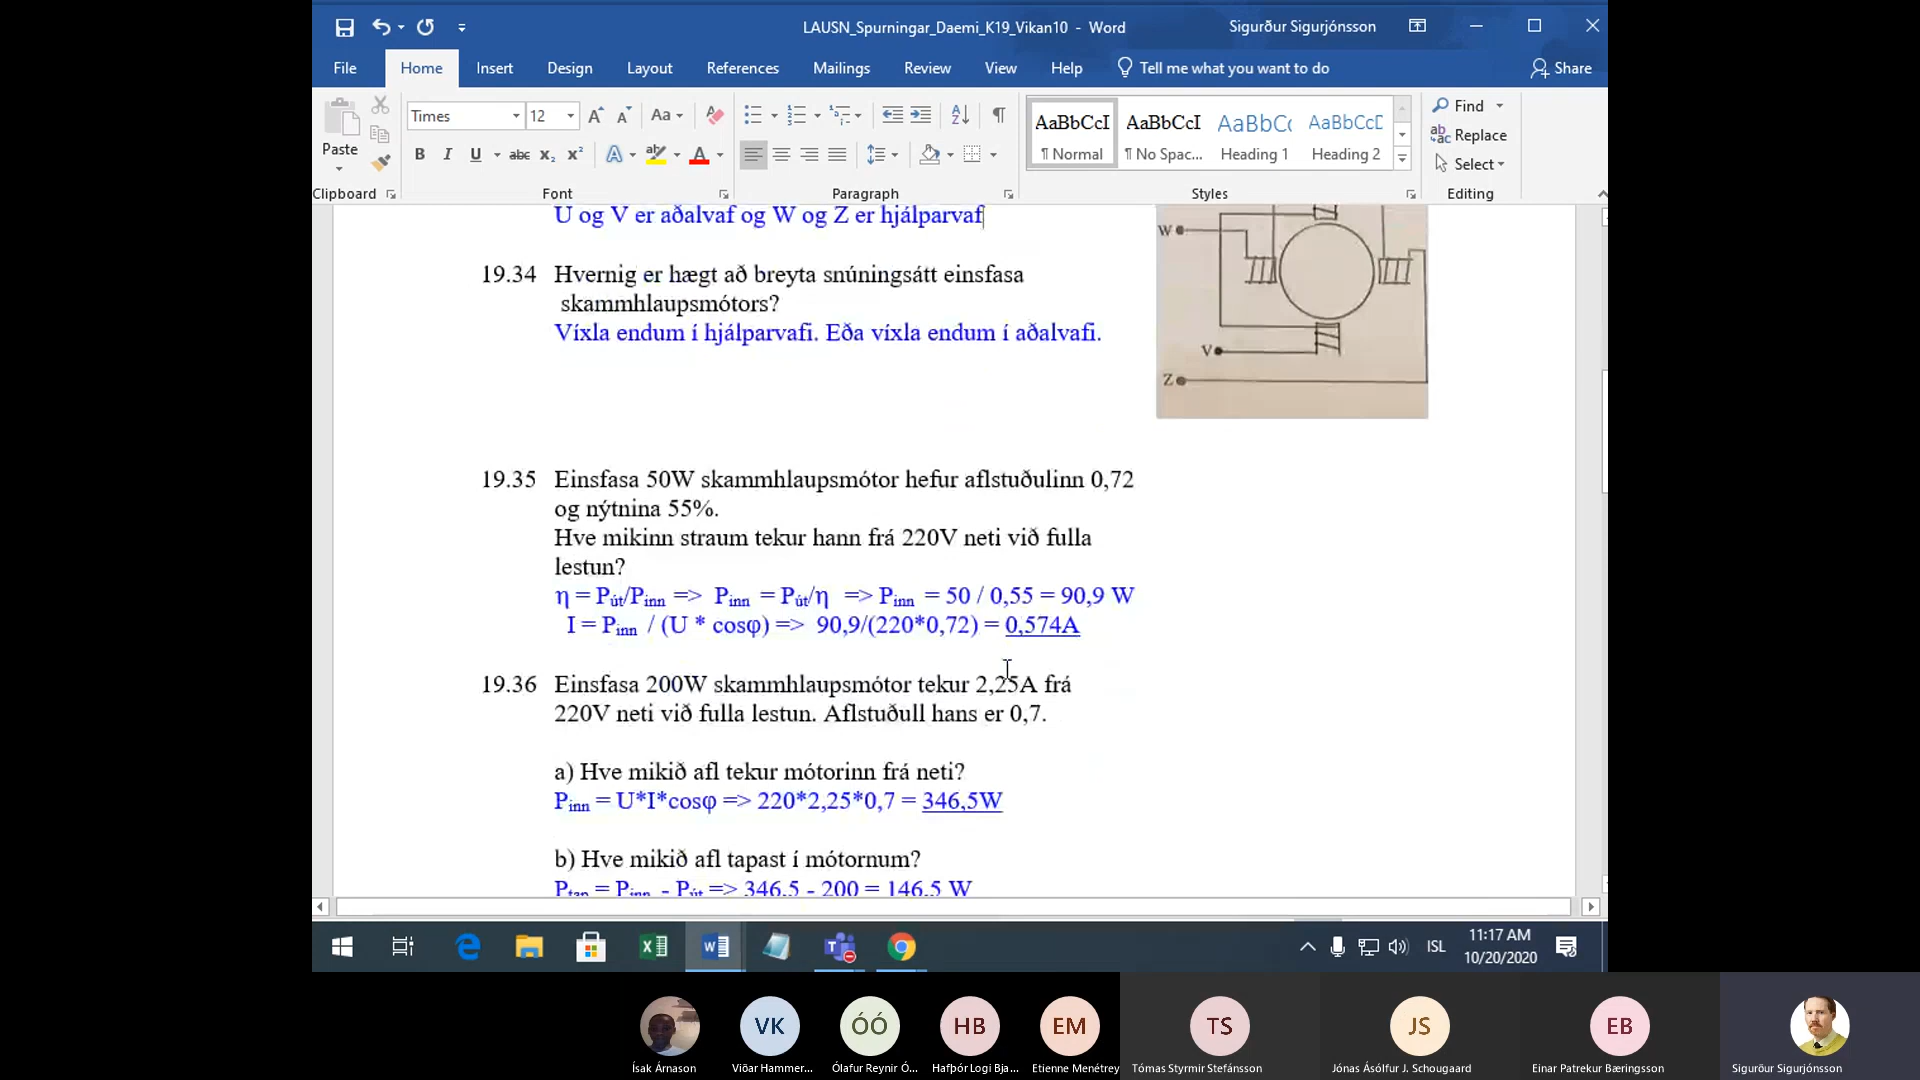 LAUSN_Spurningar_Daemi_K19_Vikan10 - Word
Sigurður Sigurjónsson
File Home Insert Design Layout References Mailings Review View Help Tell me what you want to do Share
Paste
Clipboard
Times 12
Font
Paragraph
AaBbCcI AaBbCcI AaBbCc AaBbCcD
¶ Normal ¶ No Spac... Heading 1 Heading 2
Styles
Find
Replace
Select
Editing
U og V er aðalvaf og W og Z er hjálparvaf
W
V
Z
19.34 Hvernig er hægt að breyta snúningsátt einsfasa
skammhlaupsmótors?
Víxla endum í hjálparvafi. Eða víxla endum í aðalvafi.
19.35 Einsfasa 50W skammhlaupsmótor hefur aflstuðulinn 0,72
og nýtnina 55%.
Hve mikinn straum tekur hann frá 220V neti við fulla
lestun?
η = Pút/Pinn => Pinn = Pút/η => Pinn = 50 / 0,55 = 90,9 W
I = Pinn / (U * cosφ) => 90,9/(220*0,72) = 0,574A
19.36 Einsfasa 200W skammhlaupsmótor tekur 2,25A frá
220V neti við fulla lestun. Aflstuðull hans er 0,7.
a) Hve mikið afl tekur mótorinn frá neti?
Pinn = U*I*cosφ => 220*2,25*0,7 = 346,5W
b) Hve mikið afl tapast í mótornum?
Ptap = Pinn - Pút => 346,5 - 200 = 146,5 W
ISL
11:17 AM
10/20/2020
VK ÓÓ HB EM TS JS EB
Ísak Árnason Viðar Hammer... Ólafur Reynir Ó... Hafþór Logi Bja... Etienne Menétrey Tómas Styrmir Stefánsson Jónas Ásólfur J. Schougaard Einar Patrekur Bæringsson Sigurður Sigurjónsson